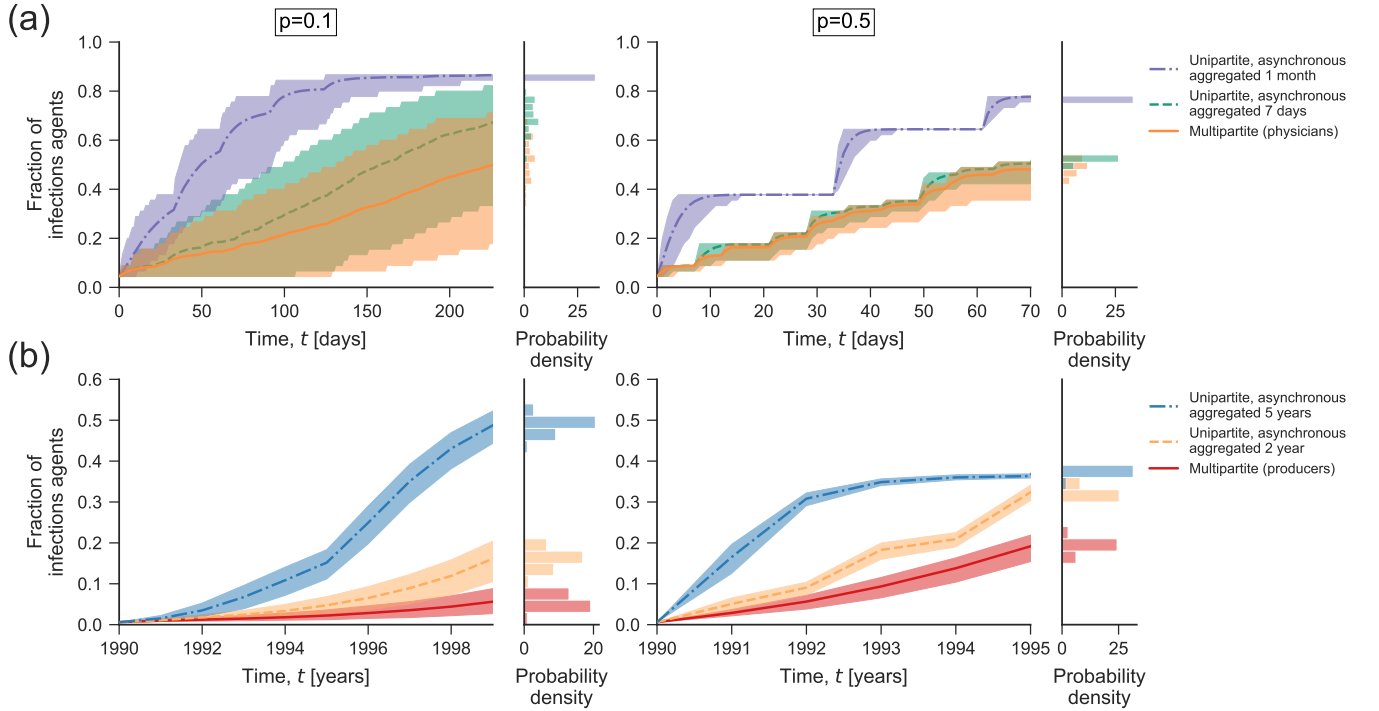 (a)
p=0.1
p=0.5
Fraction of
infections agents
1.0
0.8
0.6
0.4
0.2
0.0
0
50
100
150
200
Time, t [days]
0
25
Probability
density
1.0
0.8
0.6
0.4
0.2
0.0
0
10
20
30
40
50
60
70
Time, t [days]
0
25
Probability
density
Unipartite, asynchronous
aggregated 1 month
Unipartite, asynchronous
aggregated 7 days
Multipartite (physicians)
(b)
Fraction of
infections agents
0.6
0.5
0.4
0.3
0.2
0.1
0.0
1990
1992
1994
1996
1998
Time, t [years]
0
20
Probability
density
0.6
0.5
0.4
0.3
0.2
0.1
0.0
1990
1991
1992
1993
1994
1995
Time, t [years]
0
25
Probability
density
Unipartite, asynchronous
aggregated 5 years
Unipartite, asynchronous
aggregated 2 year
Multipartite (producers)